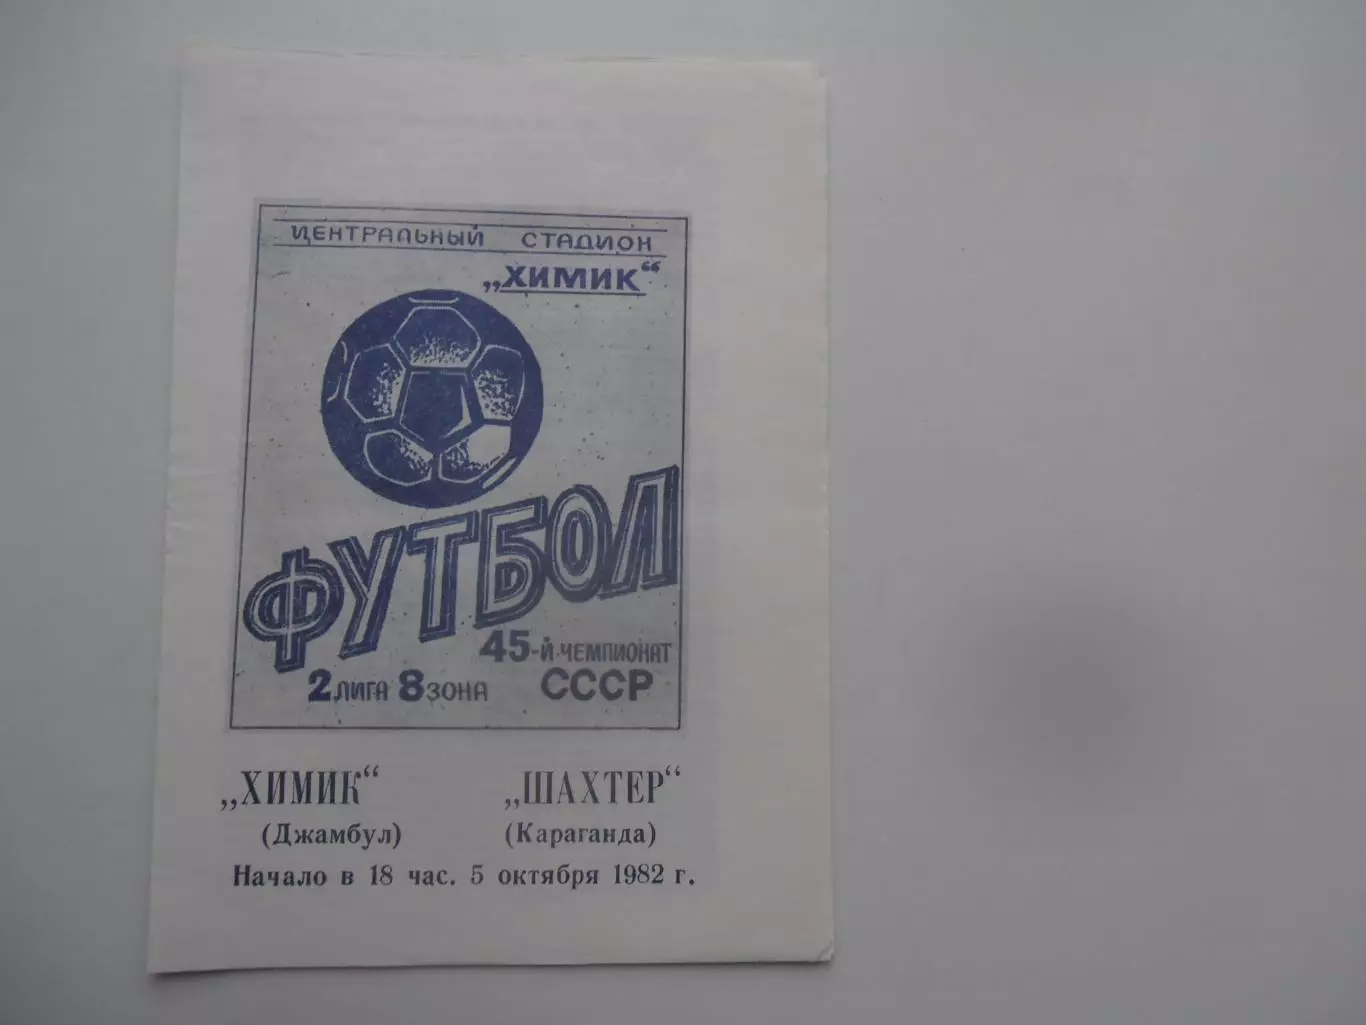 ЦЕНТРАЛЬНЫЙ СТАДИОН
„ХИМИК“
ФУТБОЛ
45-й ЧЕМПИОНАТ
2 ЛИГА 8 ЗОНА СССР
„ХИМИК“ „ШАХТЕР“
(Джамбул) (Караганда)
Начало в 18 час. 5 октября 1982 г.